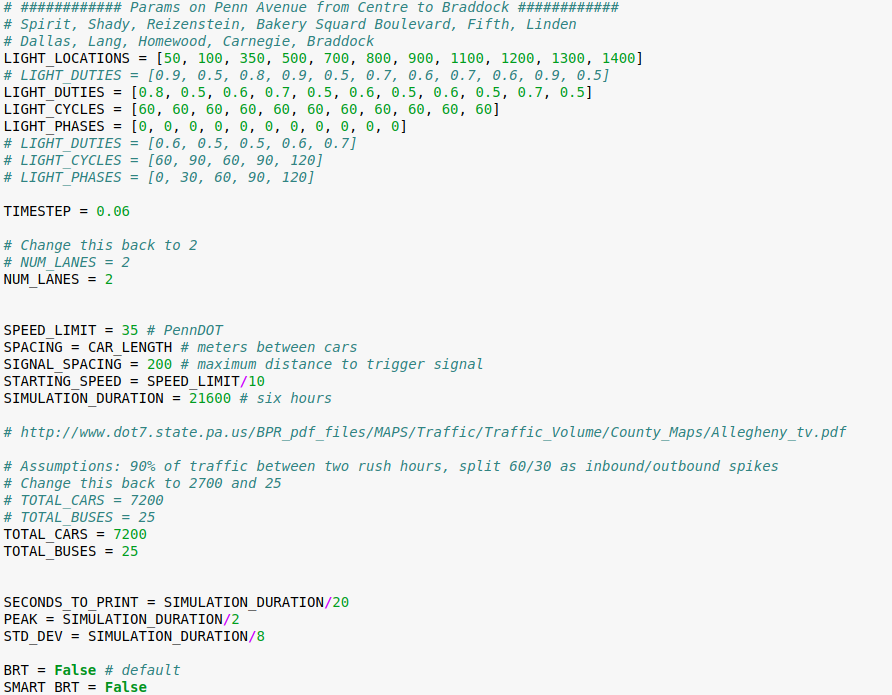 # ############ Params on Penn Avenue from Centre to Braddock ############
# Spirit, Shady, Reizenstein, Bakery Squard Boulevard, Fifth, Linden
# Dallas, Lang, Homewood, Carnegie, Braddock
LIGHT_LOCATIONS = [50, 100, 350, 500, 700, 800, 900, 1100, 1200, 1300, 1400]
# LIGHT_DUTIES = [0.9, 0.5, 0.8, 0.9, 0.5, 0.7, 0.6, 0.7, 0.6, 0.9, 0.5]
LIGHT_DUTIES = [0.8, 0.5, 0.6, 0.7, 0.5, 0.6, 0.5, 0.6, 0.5, 0.7, 0.5]
LIGHT_CYCLES = [60, 60, 60, 60, 60, 60, 60, 60, 60, 60, 60]
LIGHT_PHASES = [0, 0, 0, 0, 0, 0, 0, 0, 0, 0, 0]
# LIGHT_DUTIES = [0.6, 0.5, 0.5, 0.6, 0.7]
# LIGHT_CYCLES = [60, 90, 60, 90, 120]
# LIGHT_PHASES = [0, 30, 60, 90, 120]
TIMESTEP = 0.06
# Change this back to 2
# NUM_LANES = 2
NUM_LANES = 2
SPEED_LIMIT = 35 # PennDOT
SPACING = CAR_LENGTH # meters between cars
SIGNAL_SPACING = 200 # maximum distance to trigger signal
STARTING_SPEED = SPEED_LIMIT/10
SIMULATION_DURATION = 21600 # six hours
# http://www.dot7.state.pa.us/BPR_pdf_files/MAPS/Traffic/Traffic_Volume/County_Maps/Allegheny_tv.pdf
# Assumptions: 90% of traffic between two rush hours, split 60/30 as inbound/outbound spikes
# Change this back to 2700 and 25
# TOTAL_CARS = 7200
# TOTAL_BUSES = 25
TOTAL_CARS = 7200
TOTAL_BUSES = 25
SECONDS_TO_PRINT = SIMULATION_DURATION/20
PEAK = SIMULATION_DURATION/2
STD_DEV = SIMULATION_DURATION/8
BRT = False # default
SMART_BRT = False